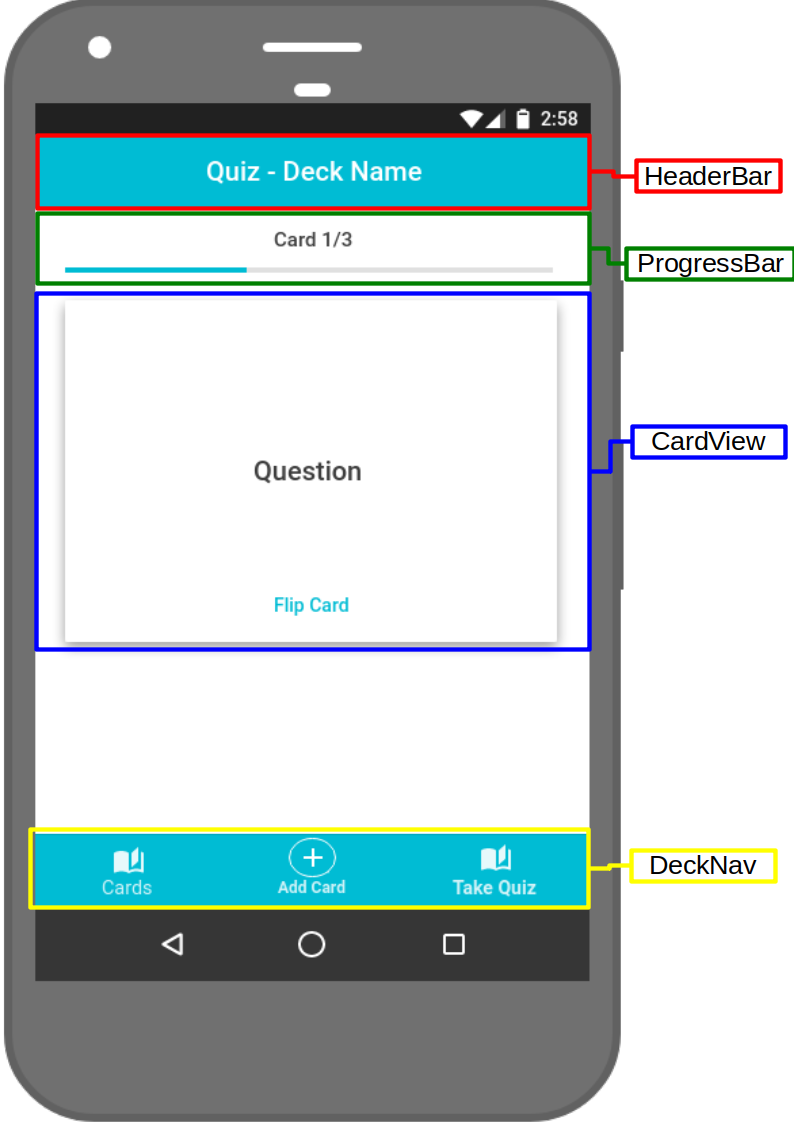 2:58
Quiz - Deck Name
HeaderBar
Card 1/3
ProgressBar
Question
CardView
Flip Card
DeckNav
Cards
Add Card
Take Quiz